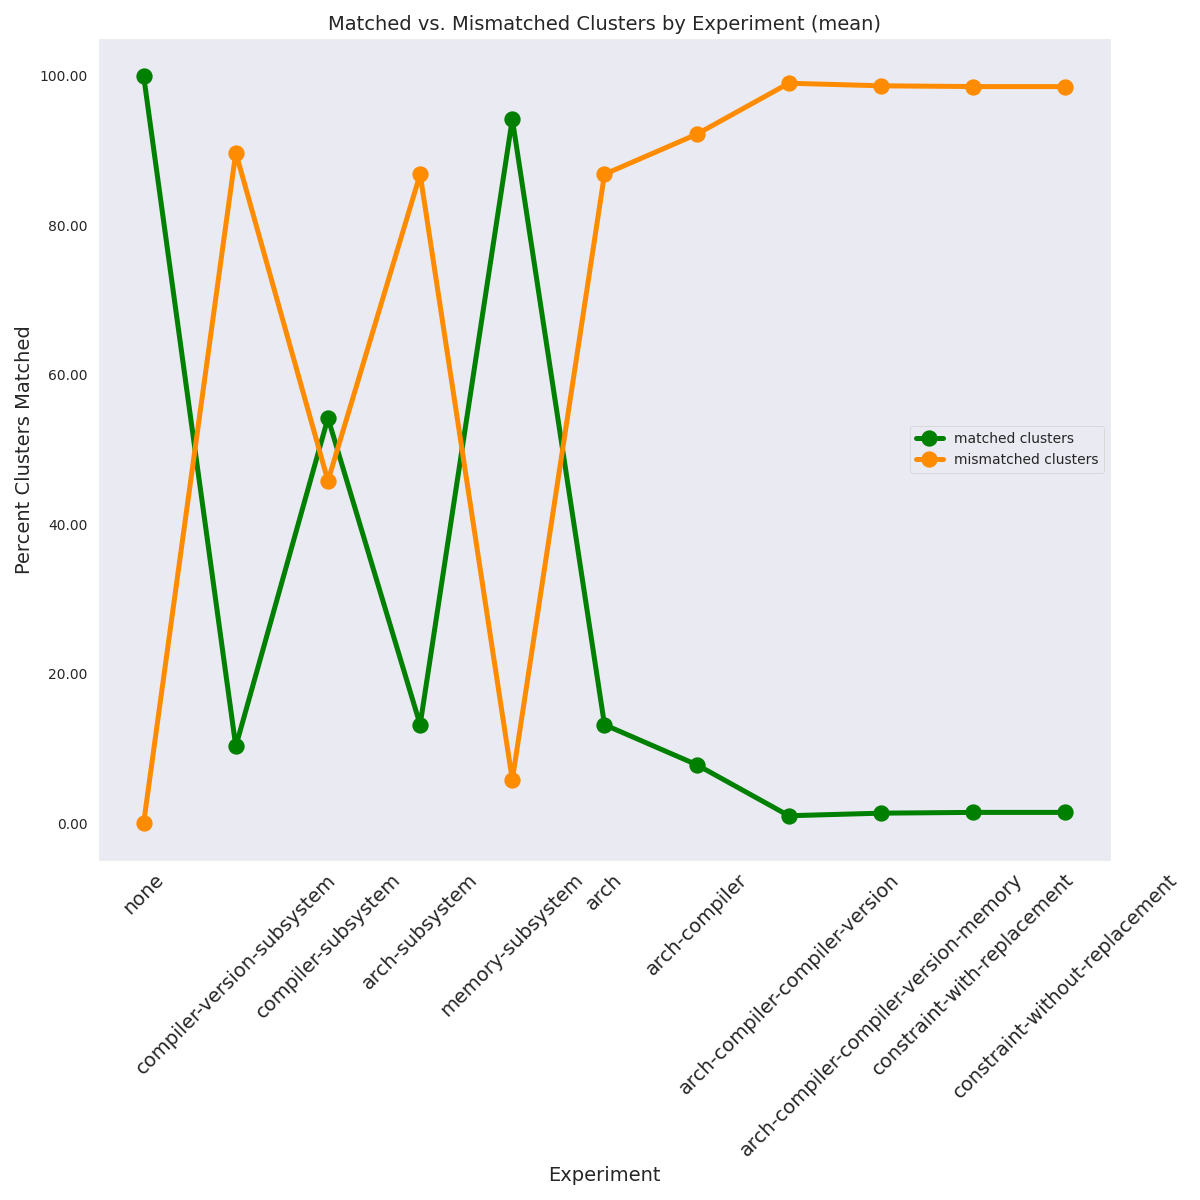 Matched vs. Mismatched Clusters by Experiment (mean)
100.00
80.00
60.00
40.00
20.00
0.00
Percent Clusters Matched
matched clusters
mismatched clusters
none
compiler-version-subsystem
compiler-subsystem
arch-subsystem
memory-subsystem
arch
arch-compiler
arch-compiler-compiler-version
arch-compiler-compiler-version-memory
constraint-with-replacement
constraint-without-replacement
Experiment